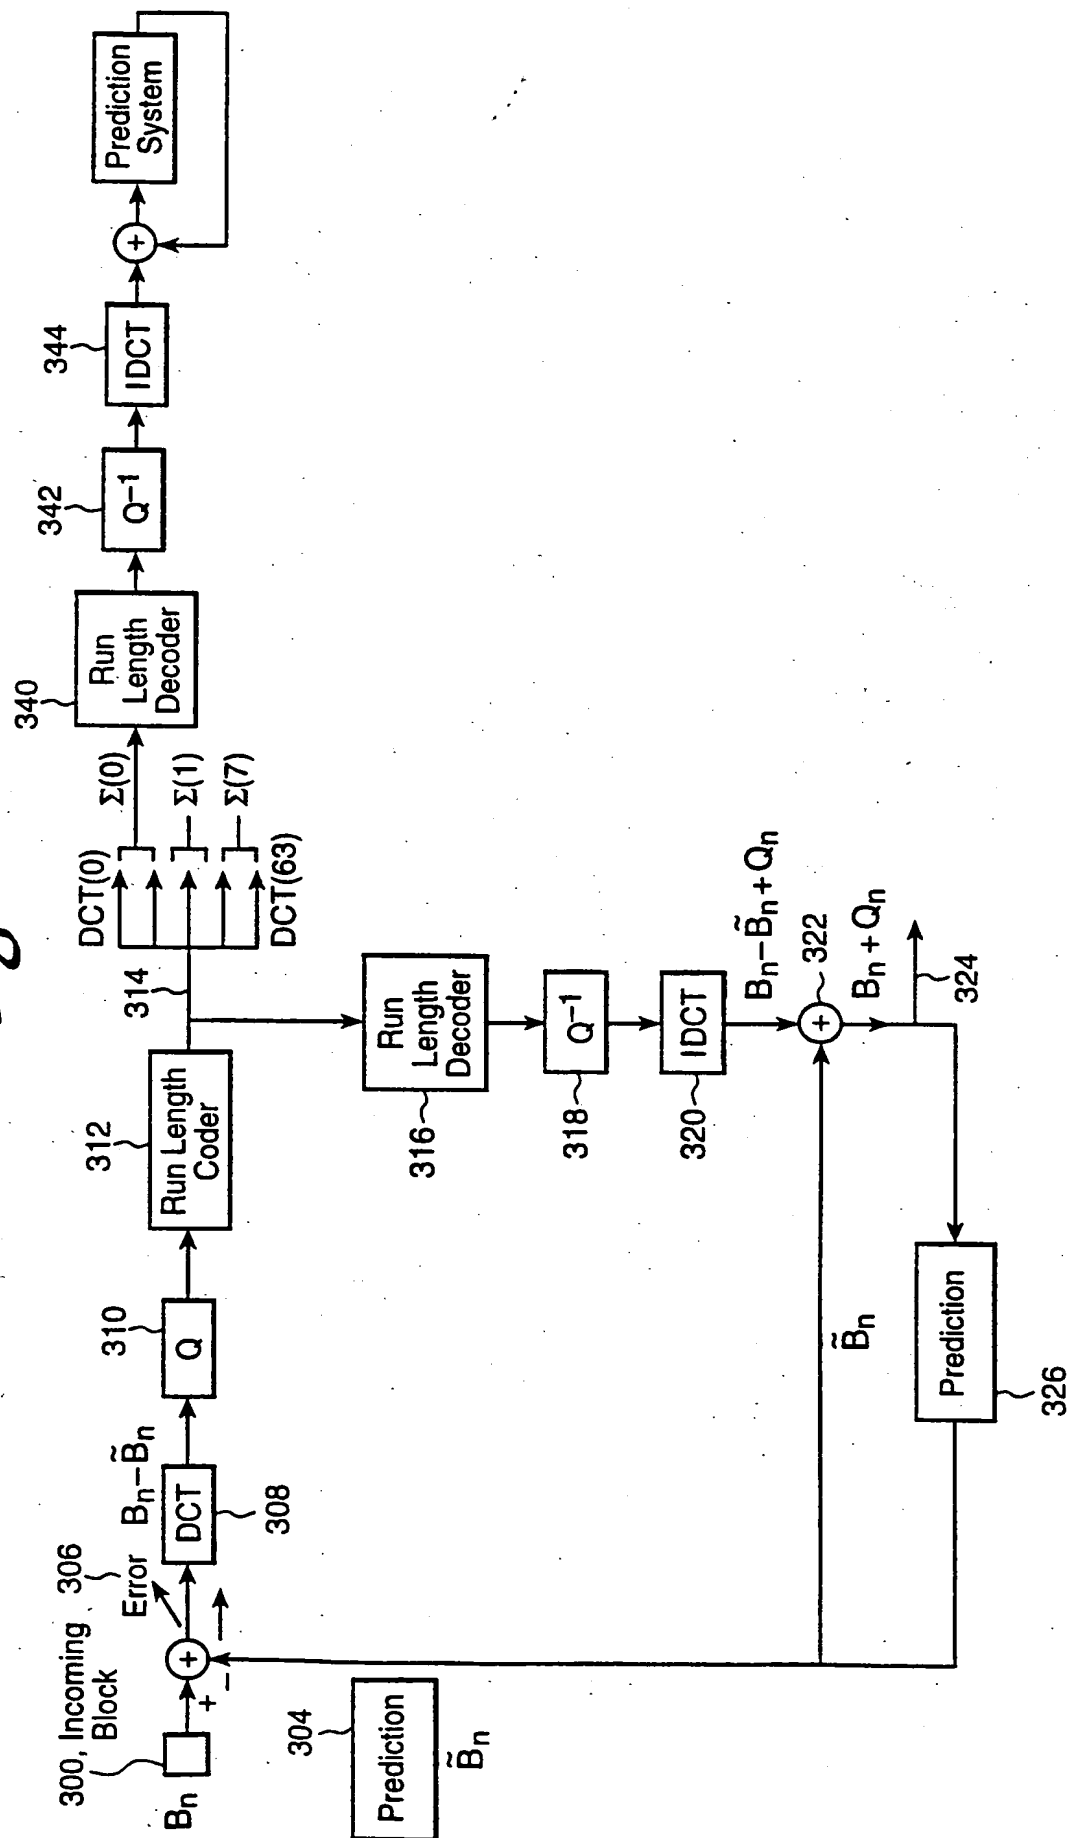 300, Incoming
Block
Bn
+
+
−
306
Error
Bn−B̃n
DCT
308
310
Q
312
Run Length
Coder
314
DCT(0)
DCT(63)
Σ(0)
Σ(1)
Σ(7)
340
Run
Length
Decoder
342
Q−1
344
IDCT
+
Prediction
System
304
Prediction
B̃n
316
Run
Length
Decoder
318
Q−1
320
IDCT
Bn−B̃n+Qn
+
322
Bn+Qn
324
B̃n
Prediction
326